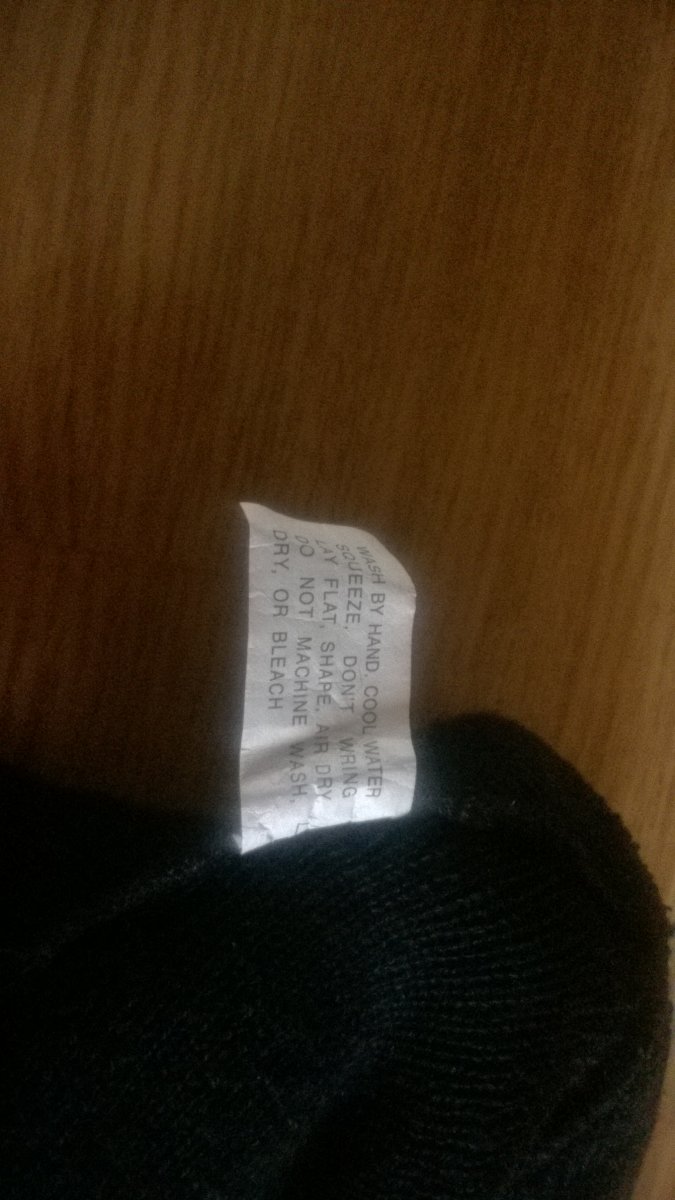 WASH BY HAND, COOL WATER
SQUEEZE, DON'T WRING
LAY FLAT, SHAPE, AIR DRY
DO NOT MACHINE WASH,
DRY, OR BLEACH